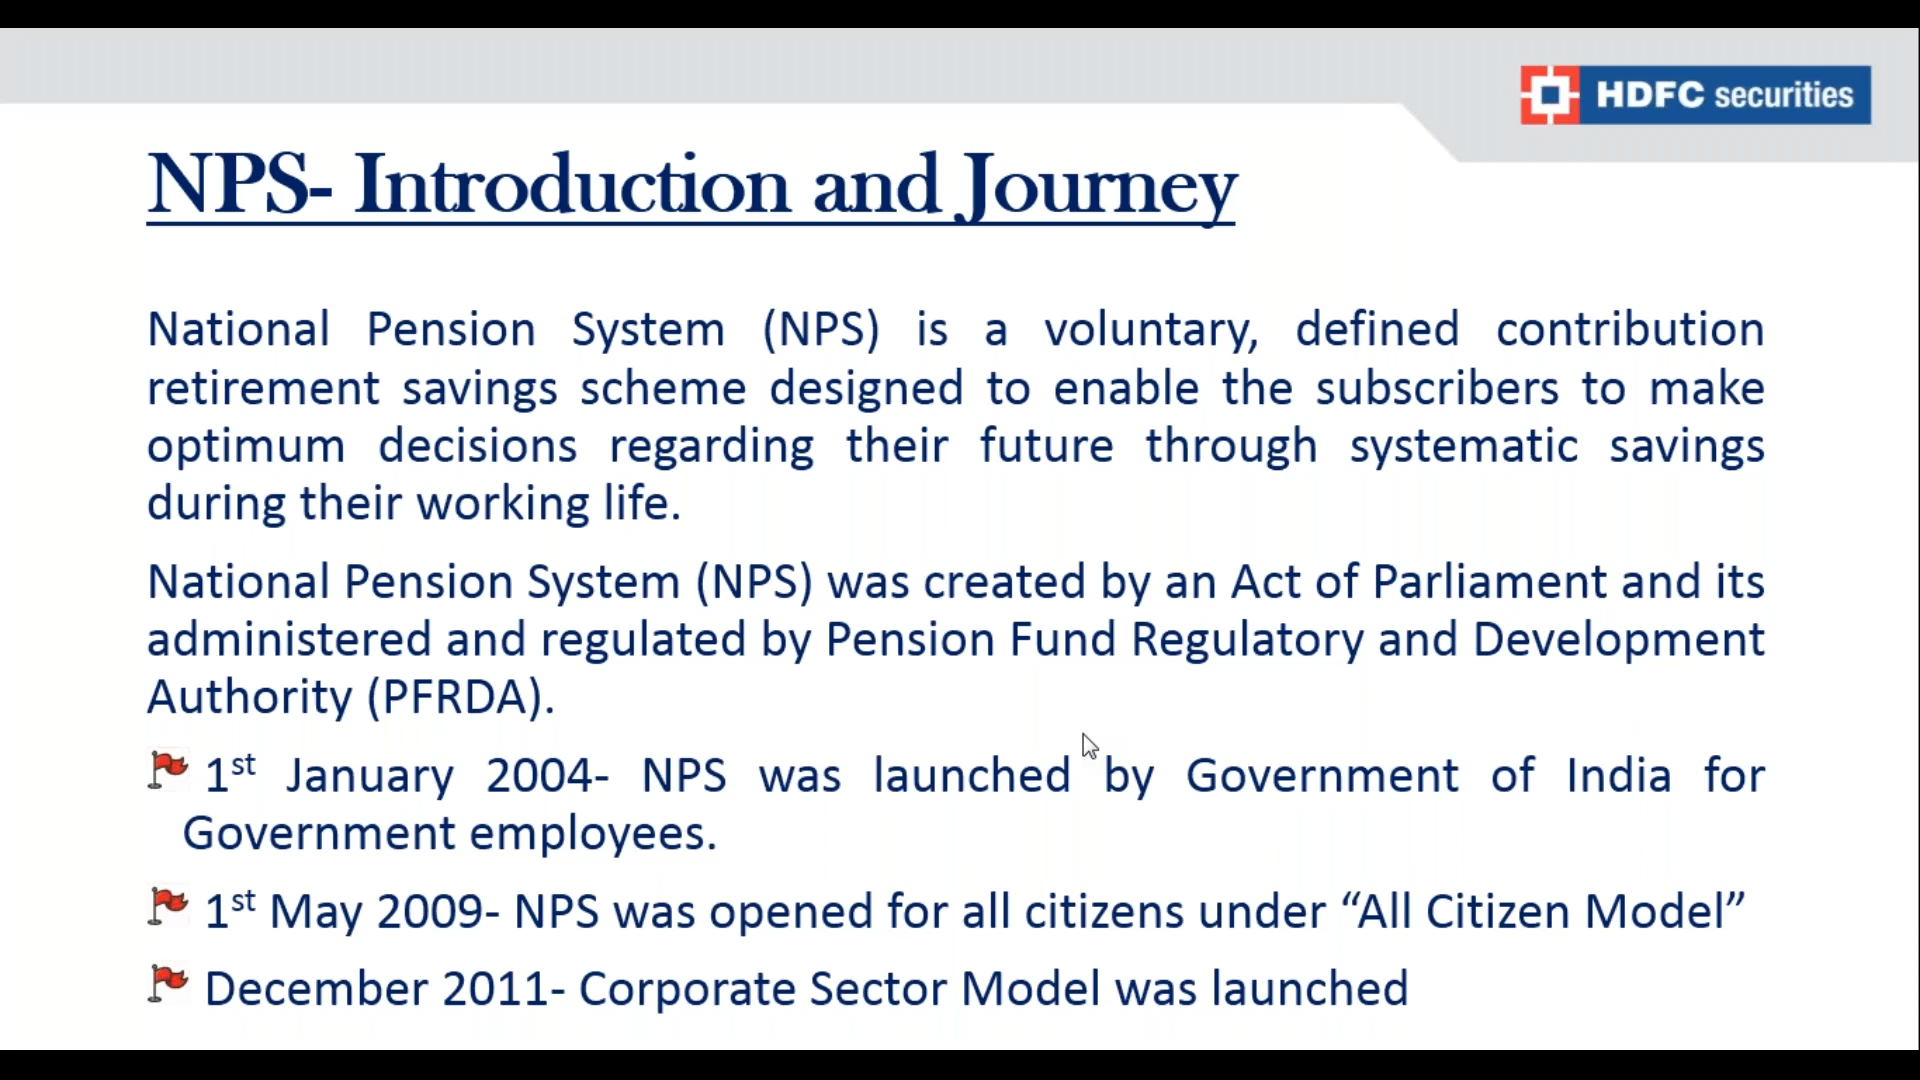 HDFC securities
NPS- Introduction and Journey
National Pension System (NPS) is a voluntary, defined contribution
retirement savings scheme designed to enable the subscribers to make
optimum decisions regarding their future through systematic savings
during their working life.
National Pension System (NPS) was created by an Act of Parliament and its
administered and regulated by Pension Fund Regulatory and Development
Authority (PFRDA).
1st January 2004- NPS was launched by Government of India for
Government employees.
1st May 2009- NPS was opened for all citizens under “All Citizen Model”
December 2011- Corporate Sector Model was launched